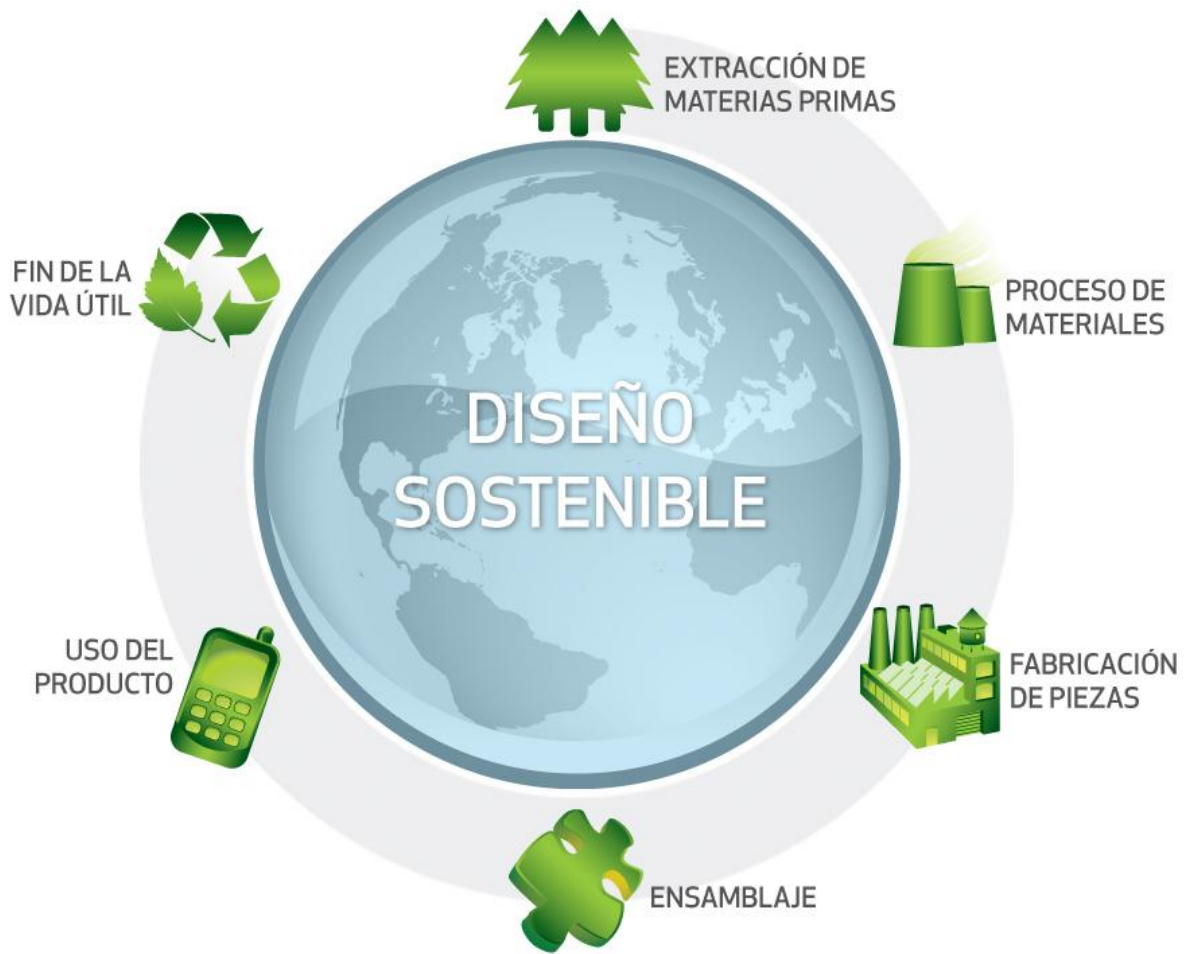 EXTRACCIÓN DE
MATERIAS PRIMAS
PROCESO DE
MATERIALES
FABRICACIÓN
DE PIEZAS
ENSAMBLAJE
USO DEL
PRODUCTO
FIN DE LA
VIDA ÚTIL
DISEÑO
SOSTENIBLE